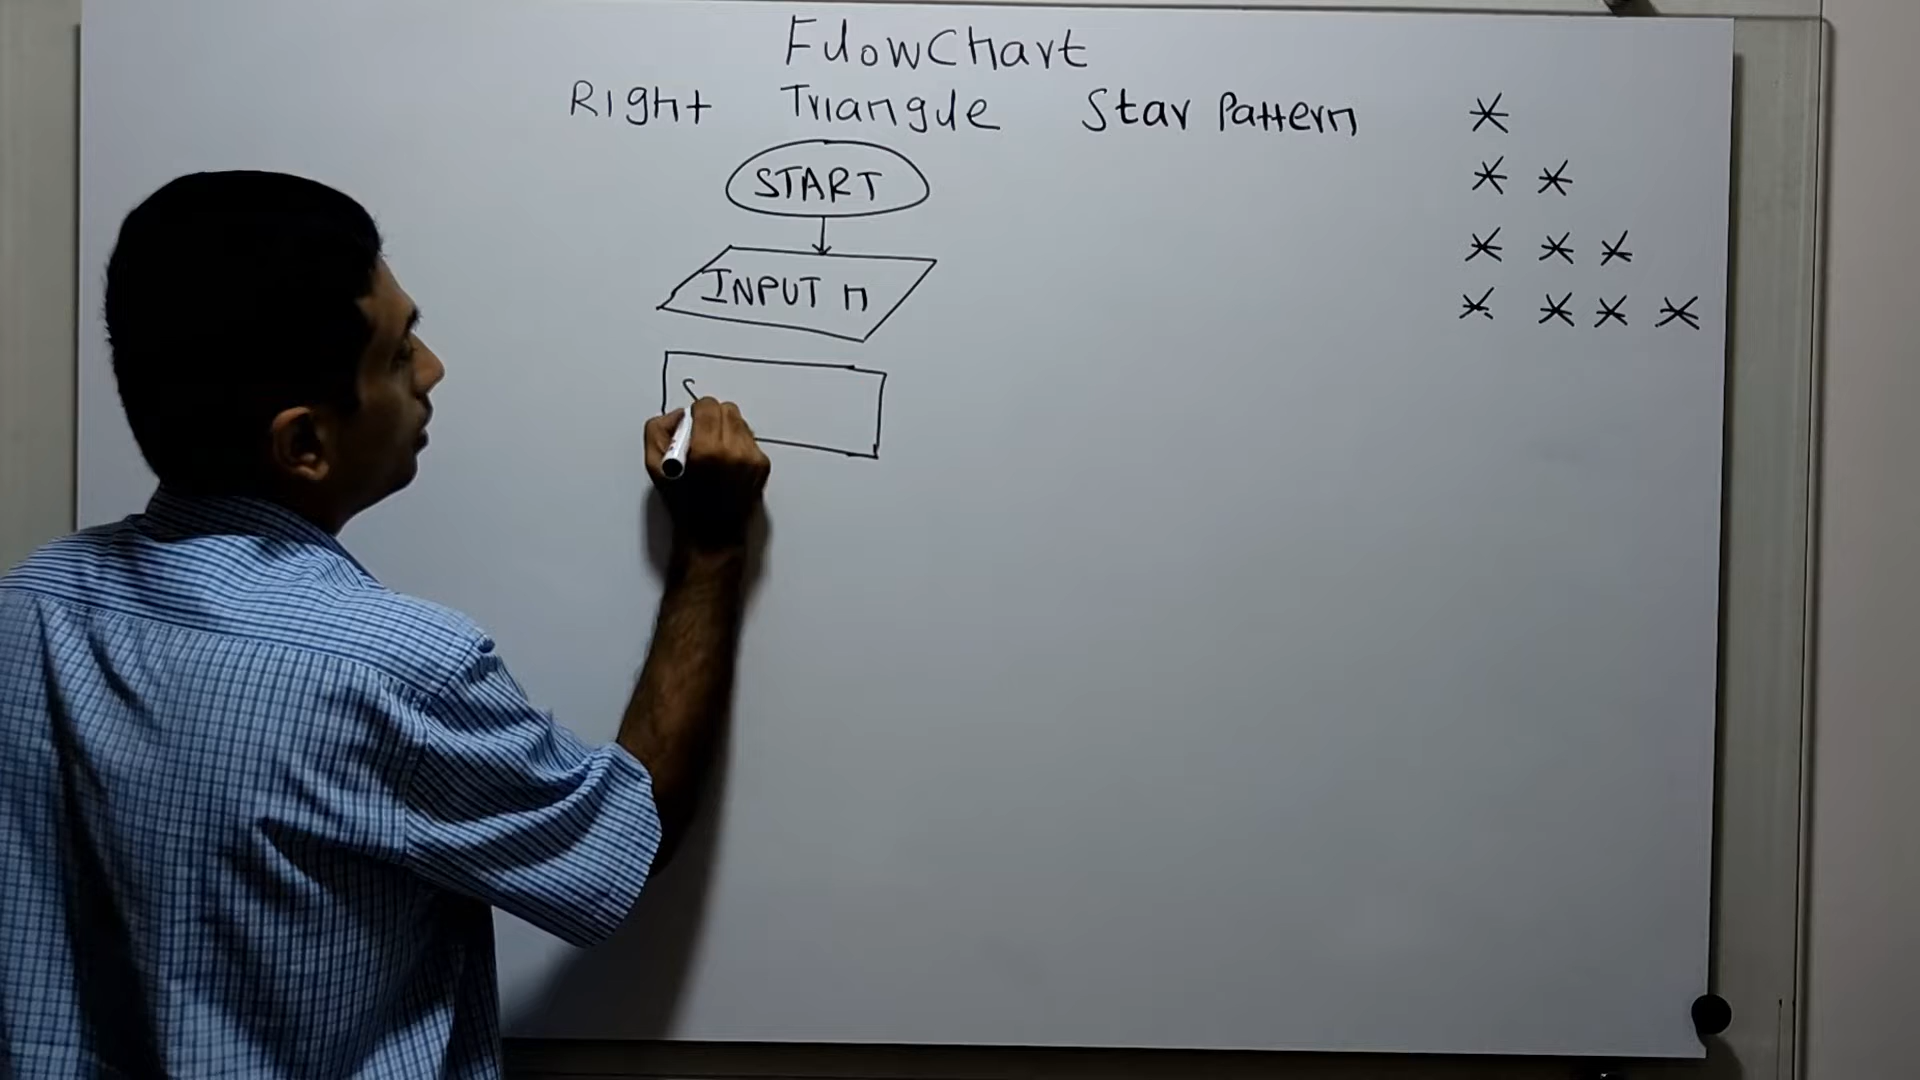 FlowChart
Right Triangle Star Pattern
*
* *
* * *
* * * *
START
INPUT n
S